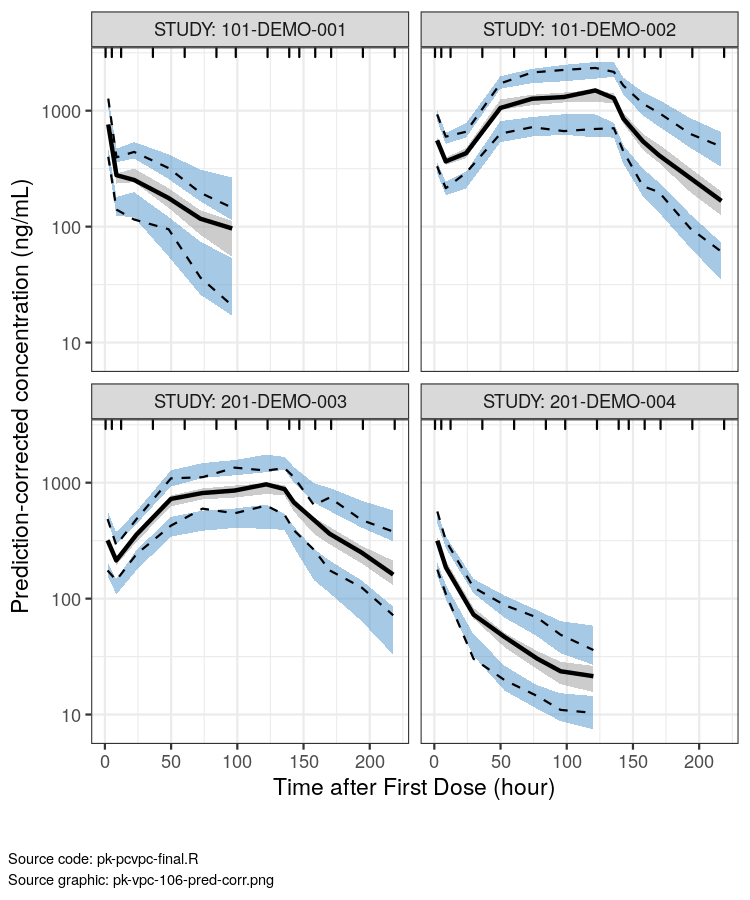 STUDY: 101-DEMO-001
STUDY: 101-DEMO-002
1000
100
10
STUDY: 201-DEMO-003
STUDY: 201-DEMO-004
1000
100
10
Prediction-corrected concentration (ng/mL)
0 50 100 150 200
0 50 100 150 200
Time after First Dose (hour)
Source code: pk-pcvpc-final.R
Source graphic: pk-vpc-106-pred-corr.png